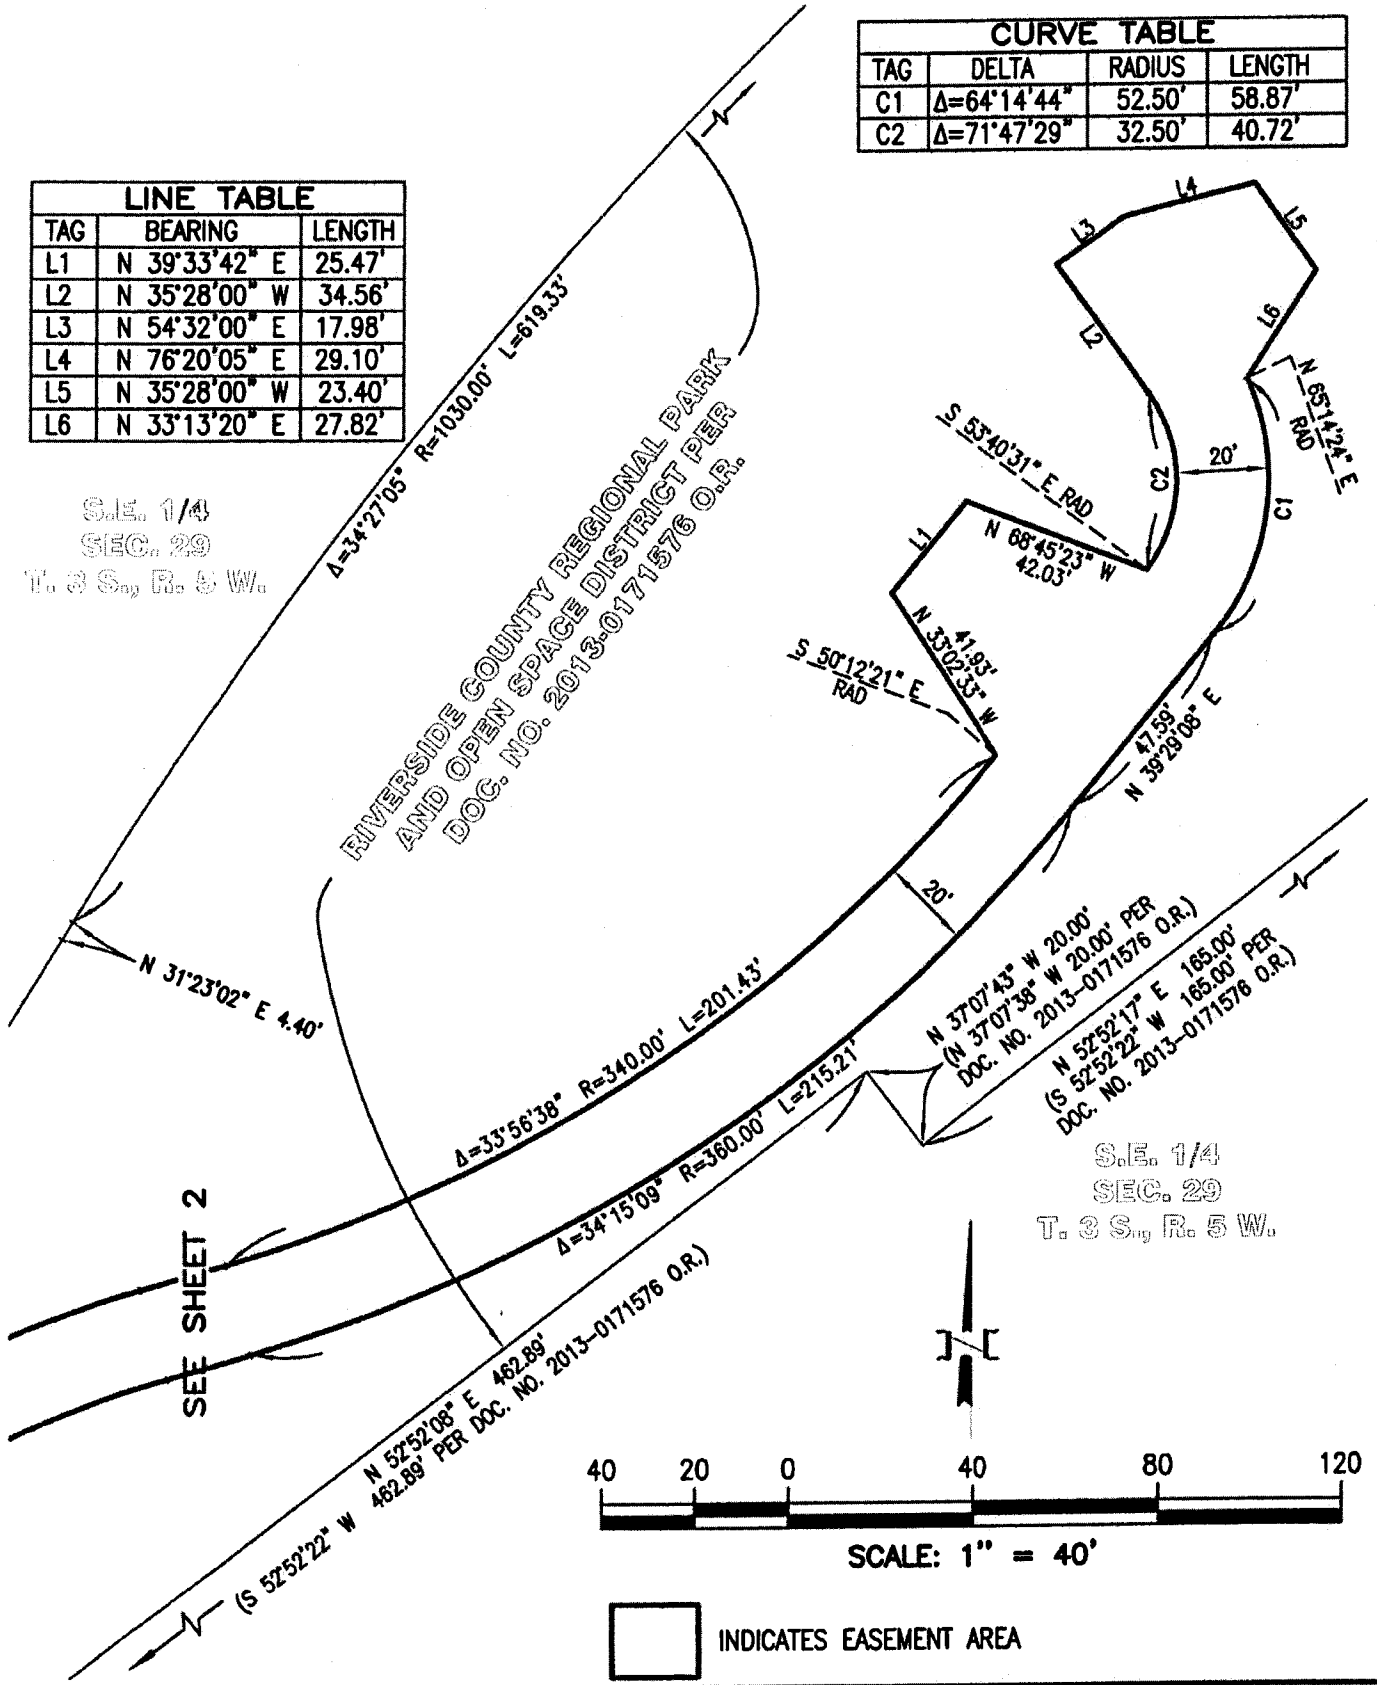 CURVE TABLE
TAG DELTA RADIUS LENGTH
C1 Δ=64°14'44" 52.50' 58.87'
C2 Δ=71°47'29" 32.50' 40.72'
LINE TABLE
TAG BEARING LENGTH
L1 N 39°33'42" E 25.47'
L2 N 35°28'00" W 34.56'
L3 N 54°32'00" E 17.98'
L4 N 76°20'05" E 29.10'
L5 N 35°28'00" W 23.40'
L6 N 33°13'20" E 27.82'
N
L4
L3
L5
L2
L6
N 65°14'24" E
RAD
Δ=34°27'05" R=1030.00' L=619.33'
RIVERSIDE COUNTY REGIONAL PARK
AND OPEN SPACE DISTRICT PER
DOC. NO. 2013-0171576 O.R.
S 53°40'31" E RAD
C2
20'
C1
S.E. 1/4
SEC. 29
T. 3 S., R. 5 W.
L1
N 68°45'23" W
42.03'
41.93'
N 33°02'33" W
S 50°12'21" E
RAD
47.59'
N 39°29'08" E
N
20'
N 31°23'02" E 4.40'
N 37°07'43" W 20.00'
(N 37°07'38" W 20.00' PER
DOC. NO. 2013-0171576 O.R.)
N 52°52'17" E 165.00'
(S 52°52'22" W 165.00' PER
DOC. NO. 2013-0171576 O.R.)
Δ=33°56'38" R=340.00' L=201.43'
Δ=34°15'09" R=360.00' L=215.21'
S.E. 1/4
SEC. 29
T. 3 S., R. 5 W.
SEE SHEET 2
N 52°52'08" E 462.89'
(S 52°52'22" W 462.89' PER DOC. NO. 2013-0171576 O.R.)
N
N
40 20 0 40 80 120
SCALE: 1" = 40'
INDICATES EASEMENT AREA